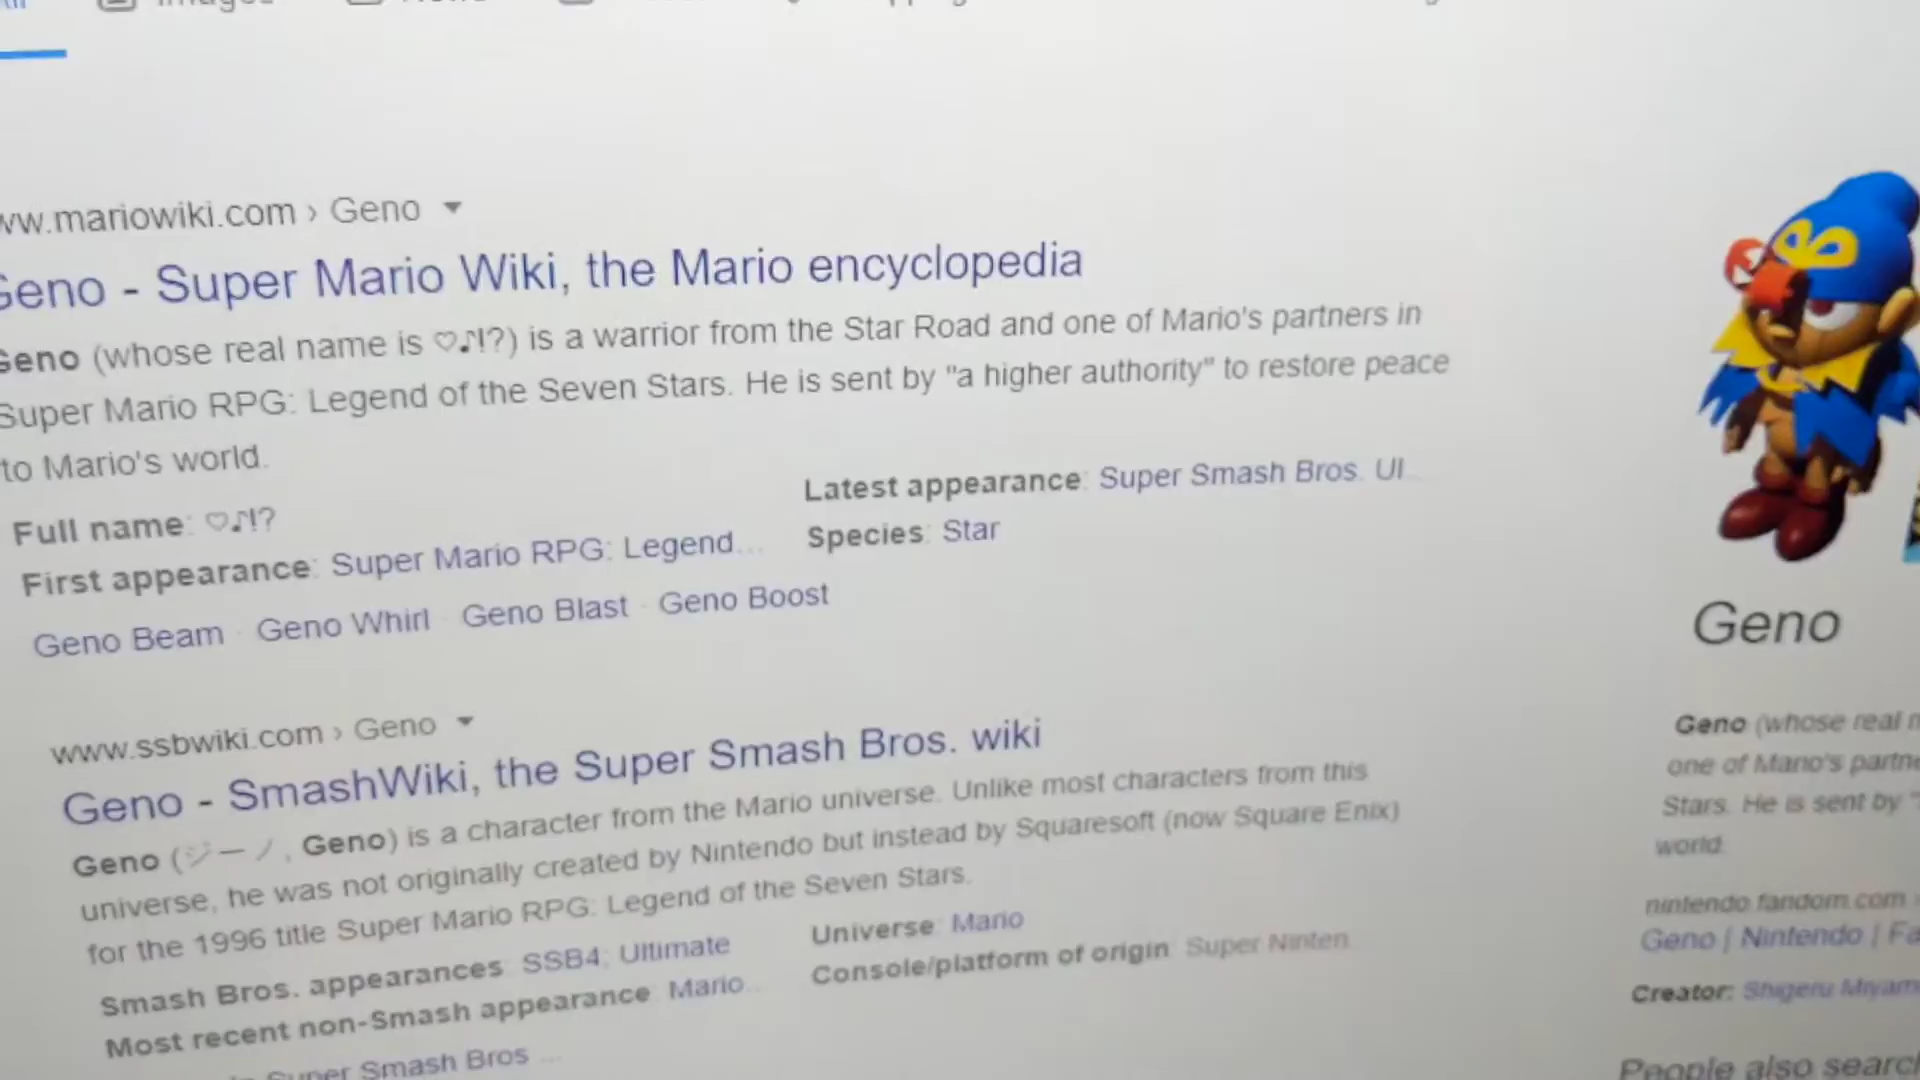 Images
ww.mariowiki.com › Geno
Geno - Super Mario Wiki, the Mario encyclopedia
Geno (whose real name is ♡♪!?) is a warrior from the Star Road and one of Mario's partners in
Super Mario RPG: Legend of the Seven Stars. He is sent by "a higher authority" to restore peace
to Mario's world.
Full name: ♡♪!?
Latest appearance: Super Smash Bros. Ul...
First appearance: Super Mario RPG: Legend...
Species: Star
Geno Beam · Geno Whirl · Geno Blast · Geno Boost
www.ssbwiki.com › Geno
Geno - SmashWiki, the Super Smash Bros. wiki
Geno (ジーノ, Geno) is a character from the Mario universe. Unlike most characters from this
universe, he was not originally created by Nintendo but instead by Squaresoft (now Square Enix)
for the 1996 title Super Mario RPG: Legend of the Seven Stars.
Smash Bros. appearances: SSB4; Ultimate
Universe: Mario
Most recent non-Smash appearance: Mario...
Console/platform of origin: Super Ninten
Super Smash Bros ...
Geno
Geno (whose real n
one of Mario's partne
Stars. He is sent by "
world.
nintendo.fandom.com ›
Geno | Nintendo | Fa
Creator: Shigeru Miyam
People also search